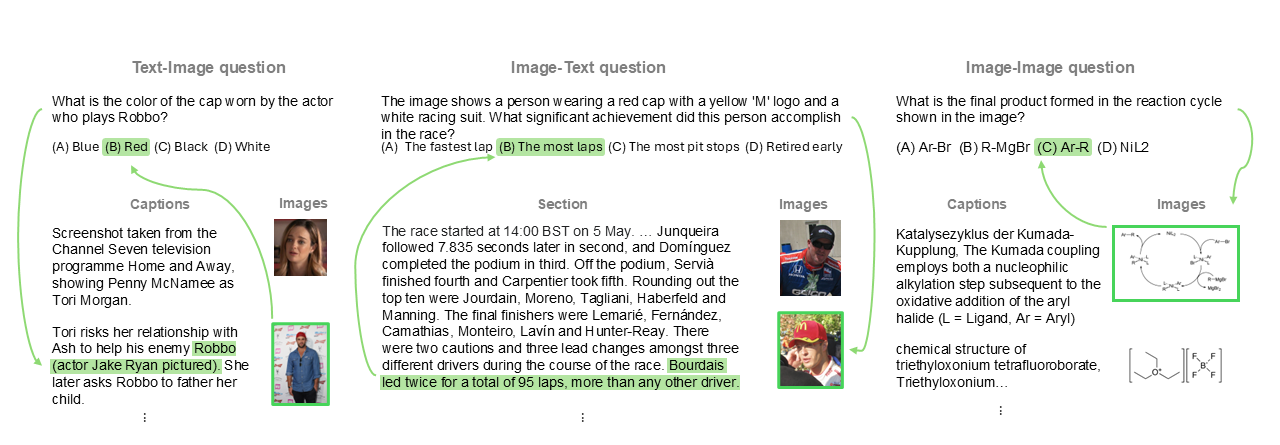 Text-Image question
What is the color of the cap worn by the actor
who plays Robbo?
(A) Blue (B) Red (C) Black (D) White
Captions
Images
Screenshot taken from the
Channel Seven television
programme Home and Away,
showing Penny McNamee as
Tori Morgan.
Tori risks her relationship with
Ash to help his enemy Robbo
(actor Jake Ryan pictured). She
later asks Robbo to father her
child.
⋮
Image-Text question
The image shows a person wearing a red cap with a yellow 'M' logo and a
white racing suit. What significant achievement did this person accomplish
in the race?
(A) The fastest lap (B) The most laps (C) The most pit stops (D) Retired early
Section
Images
The race started at 14:00 BST on 5 May. … Junqueira
followed 7.835 seconds later in second, and Domínguez
completed the podium in third. Off the podium, Servià
finished fourth and Carpentier took fifth. Rounding out the
top ten were Jourdain, Moreno, Tagliani, Haberfeld and
Manning. The final finishers were Lemarié, Fernández,
Camathias, Monteiro, Lavín and Hunter-Reay. There
were two cautions and three lead changes amongst three
different drivers during the course of the race. Bourdais
led twice for a total of 95 laps, more than any other driver.
⋮
HONDA
GEICO
Image-Image question
What is the final product formed in the reaction cycle
shown in the image?
(A) Ar-Br (B) R-MgBr (C) Ar-R (D) NiL2
Captions
Images
Katalysezyklus der Kumada-
Kupplung, The Kumada coupling
employs both a nucleophilic
alkylation step subsequent to the
oxidative addition of the aryl
halide (L = Ligand, Ar = Aryl)
chemical structure of
triethyloxonium tetrafluoroborate,
Triethyloxonium…
⋮
Ar-R
NiL2
Ar-Br
R-MgBr
MgBr2
O+
F F
B-
F F